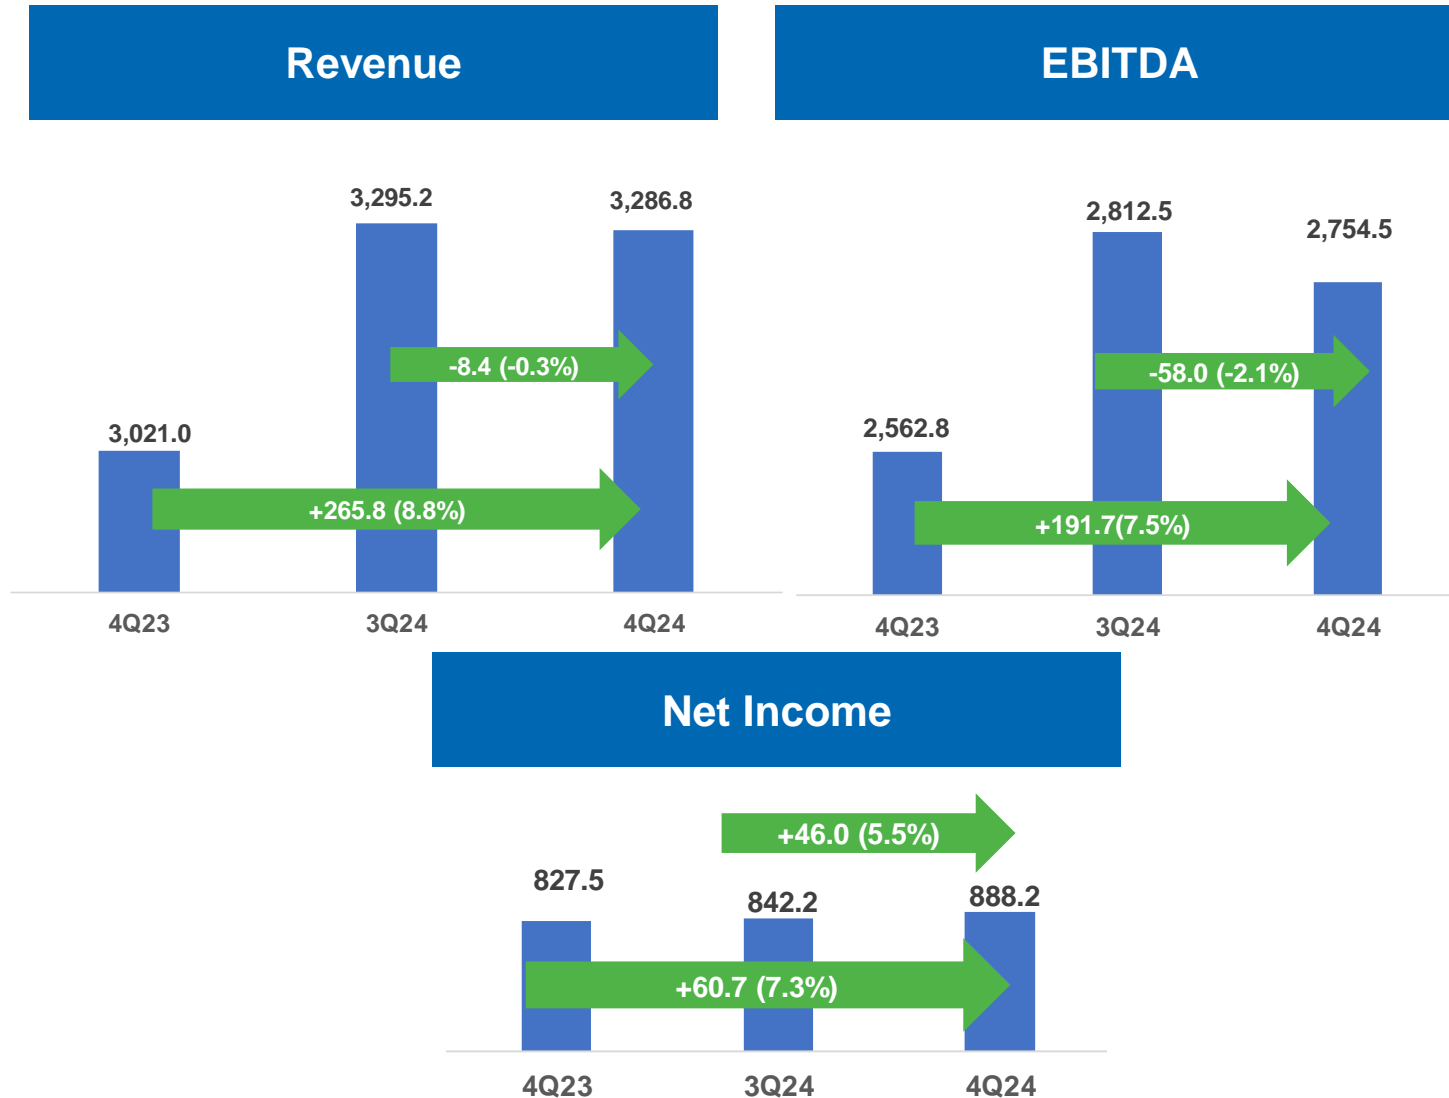 Revenue
3,295.2
3,286.8
-8.4 (-0.3%)
3,021.0
+265.8 (8.8%)
4Q23
3Q24
4Q24
EBITDA
2,812.5
2,754.5
-58.0 (-2.1%)
2,562.8
+191.7(7.5%)
4Q23
3Q24
4Q24
Net Income
+46.0 (5.5%)
827.5
842.2
888.2
+60.7 (7.3%)
4Q23
3Q24
4Q24